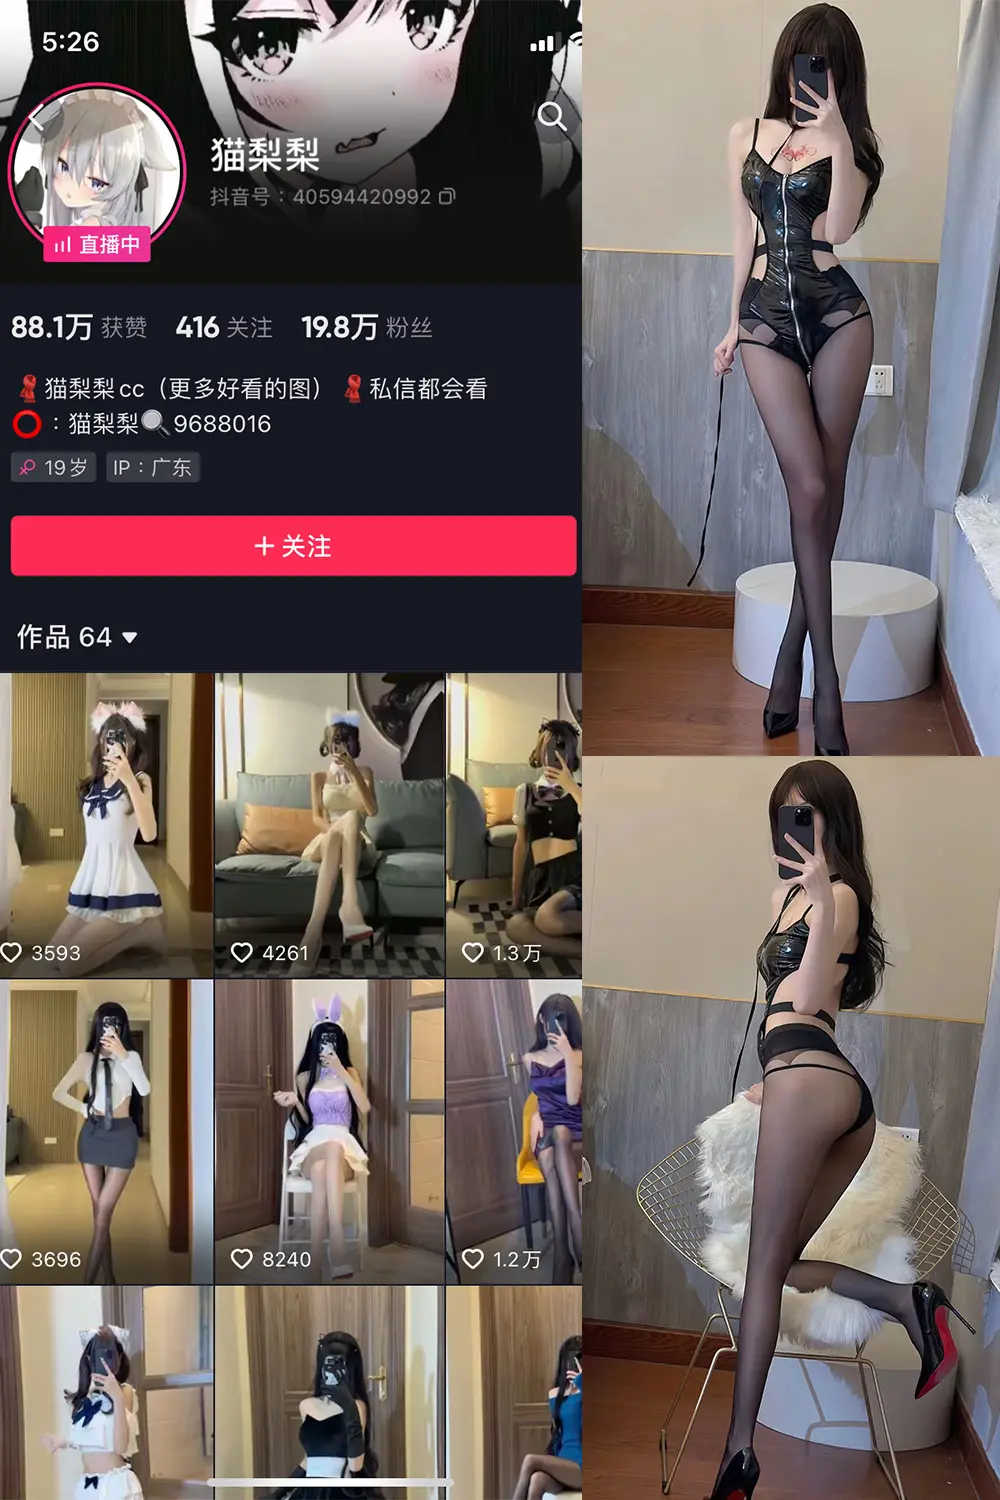 5:26
猫梨梨
抖音号：40594420992
直播中
88.1万 获赞 416 关注 19.8万 粉丝
猫梨梨cc（更多好看的图） 私信都会看
：猫梨梨🔍9688016
19岁 IP：广东
+ 关注
作品 64
3593 4261 1.3万
3696 8240 1.2万